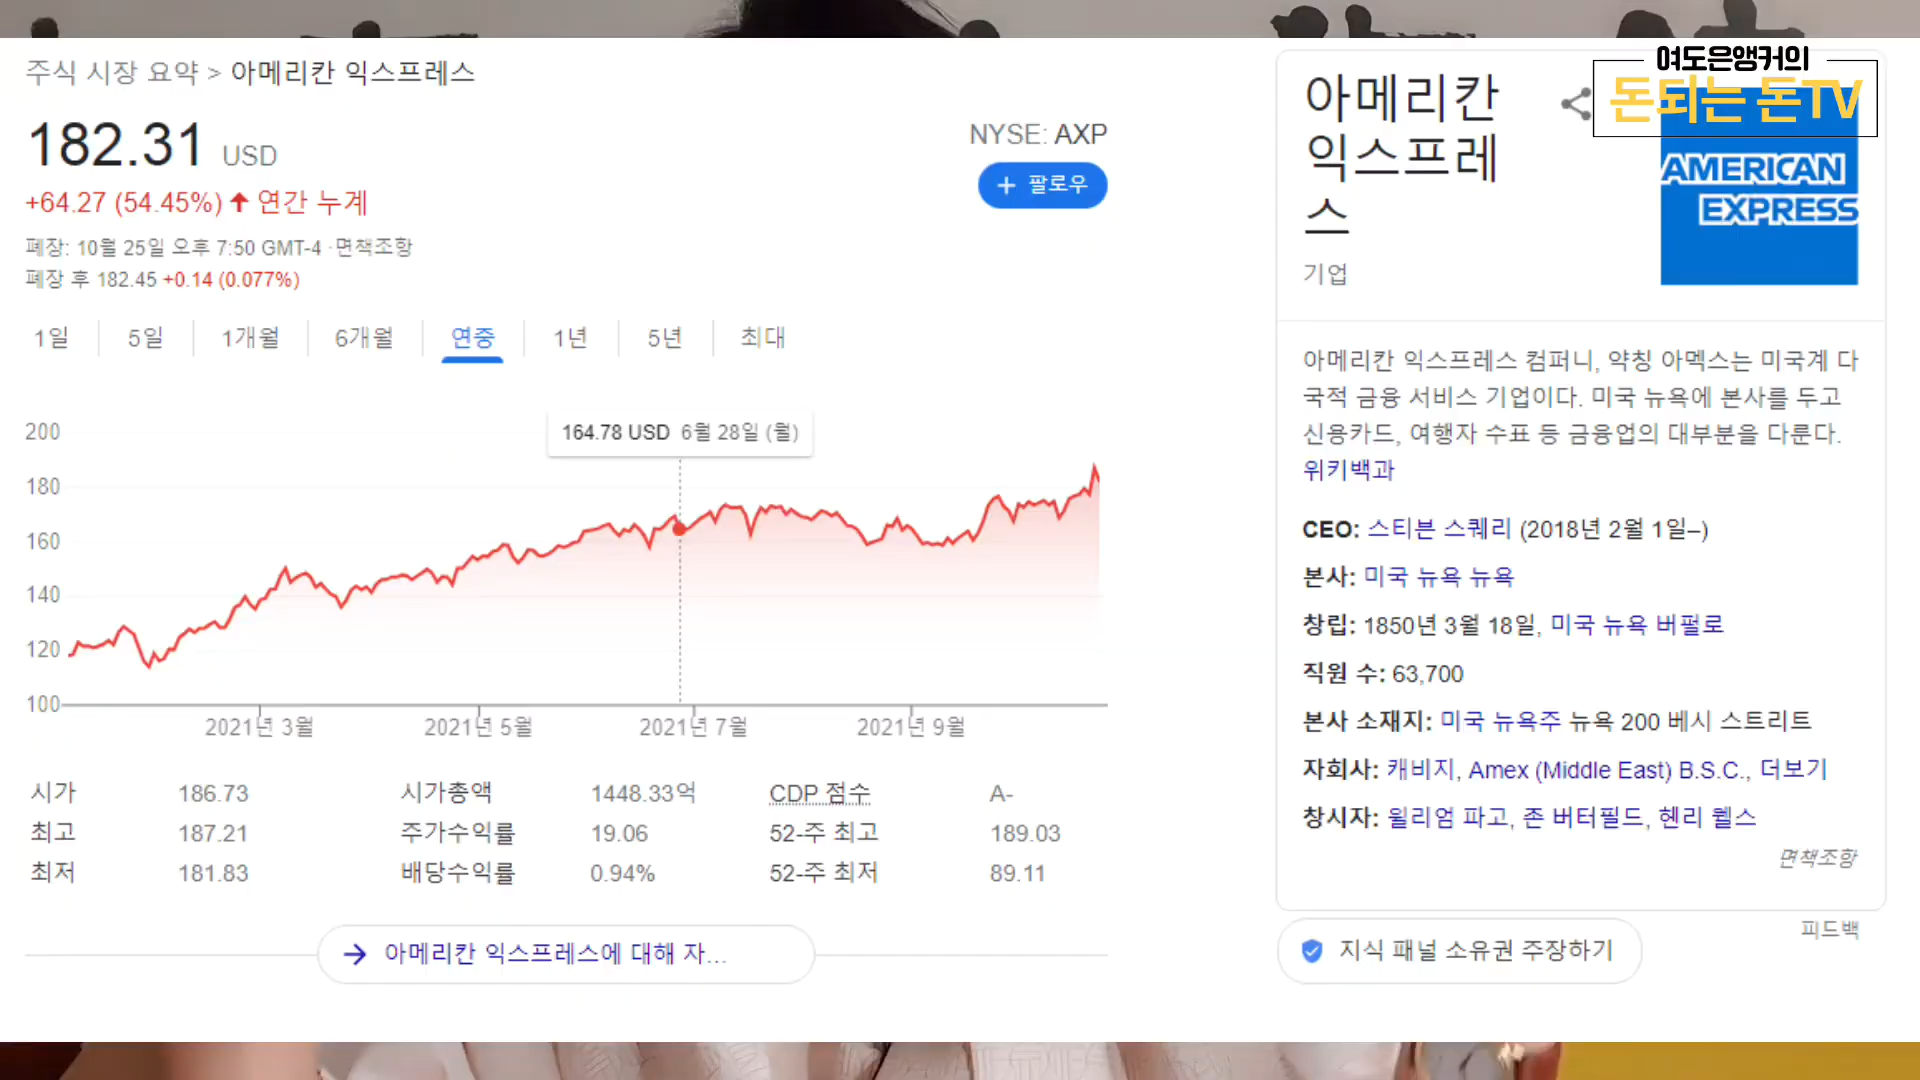 여도은앵커의
돈되는 돈TV
주식 시장 요약 > 아메리칸 익스프레스
182.31 USD
+64.27 (54.45%) ↑ 연간 누계
폐장: 10월 25일 오후 7:50 GMT-4 · 면책조항
폐장 후 182.45 +0.14 (0.077%)
NYSE: AXP
+ 팔로우
1일 5일 1개월 6개월 연중 1년 5년 최대
164.78 USD 6월 28일 (월)
200
180
160
140
120
100
2021년 3월 2021년 5월 2021년 7월 2021년 9월
시가 186.73 시가총액 1448.33억 CDP 점수 A-
최고 187.21 주가수익률 19.06 52-주 최고 189.03
최저 181.83 배당수익률 0.94% 52-주 최저 89.11
→ 아메리칸 익스프레스에 대해 자...
아메리칸
익스프레
스
기업
AMERICAN
EXPRESS
아메리칸 익스프레스 컴퍼니, 약칭 아멕스는 미국계 다
국적 금융 서비스 기업이다. 미국 뉴욕에 본사를 두고
신용카드, 여행자 수표 등 금융업의 대부분을 다룬다.
위키백과
CEO: 스티븐 스퀘리 (2018년 2월 1일–)
본사: 미국 뉴욕 뉴욕
창립: 1850년 3월 18일, 미국 뉴욕 버펄로
직원 수: 63,700
본사 소재지: 미국 뉴욕주 뉴욕 200 베시 스트리트
자회사: 캐비지, Amex (Middle East) B.S.C., 더보기
창시자: 윌리엄 파고, 존 버터필드, 헨리 웰스
면책조항
피드백
지식 패널 소유권 주장하기